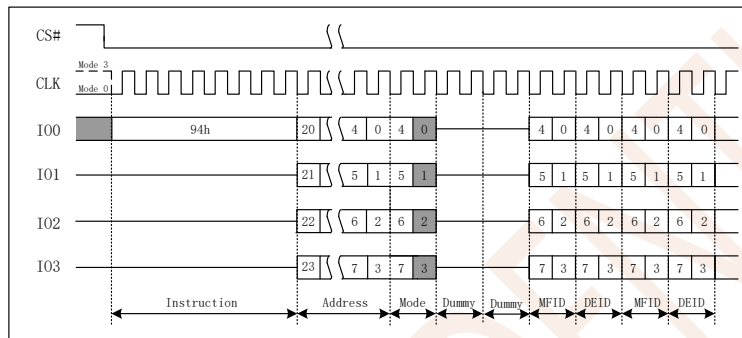 CS#
Mode 3
CLK
Mode 0
IO0 94h 20 4 0 4 0 4 0 4 0 4 0 4 0
IO1 21 5 1 5 1 5 1 5 1 5 1 5 1
IO2 22 6 2 6 2 6 2 6 2 6 2 6 2
IO3 23 7 3 7 3 7 3 7 3 7 3 7 3
Instruction Address Mode Dummy Dummy MFID DEID MFID DEID